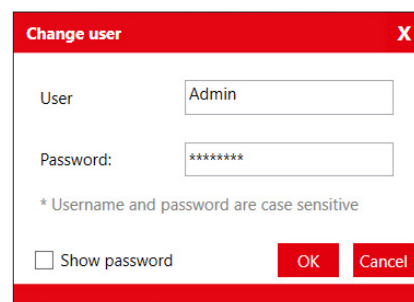 Change user X
User Admin
Password: ********
* Username and password are case sensitive
Show password OK Cancel